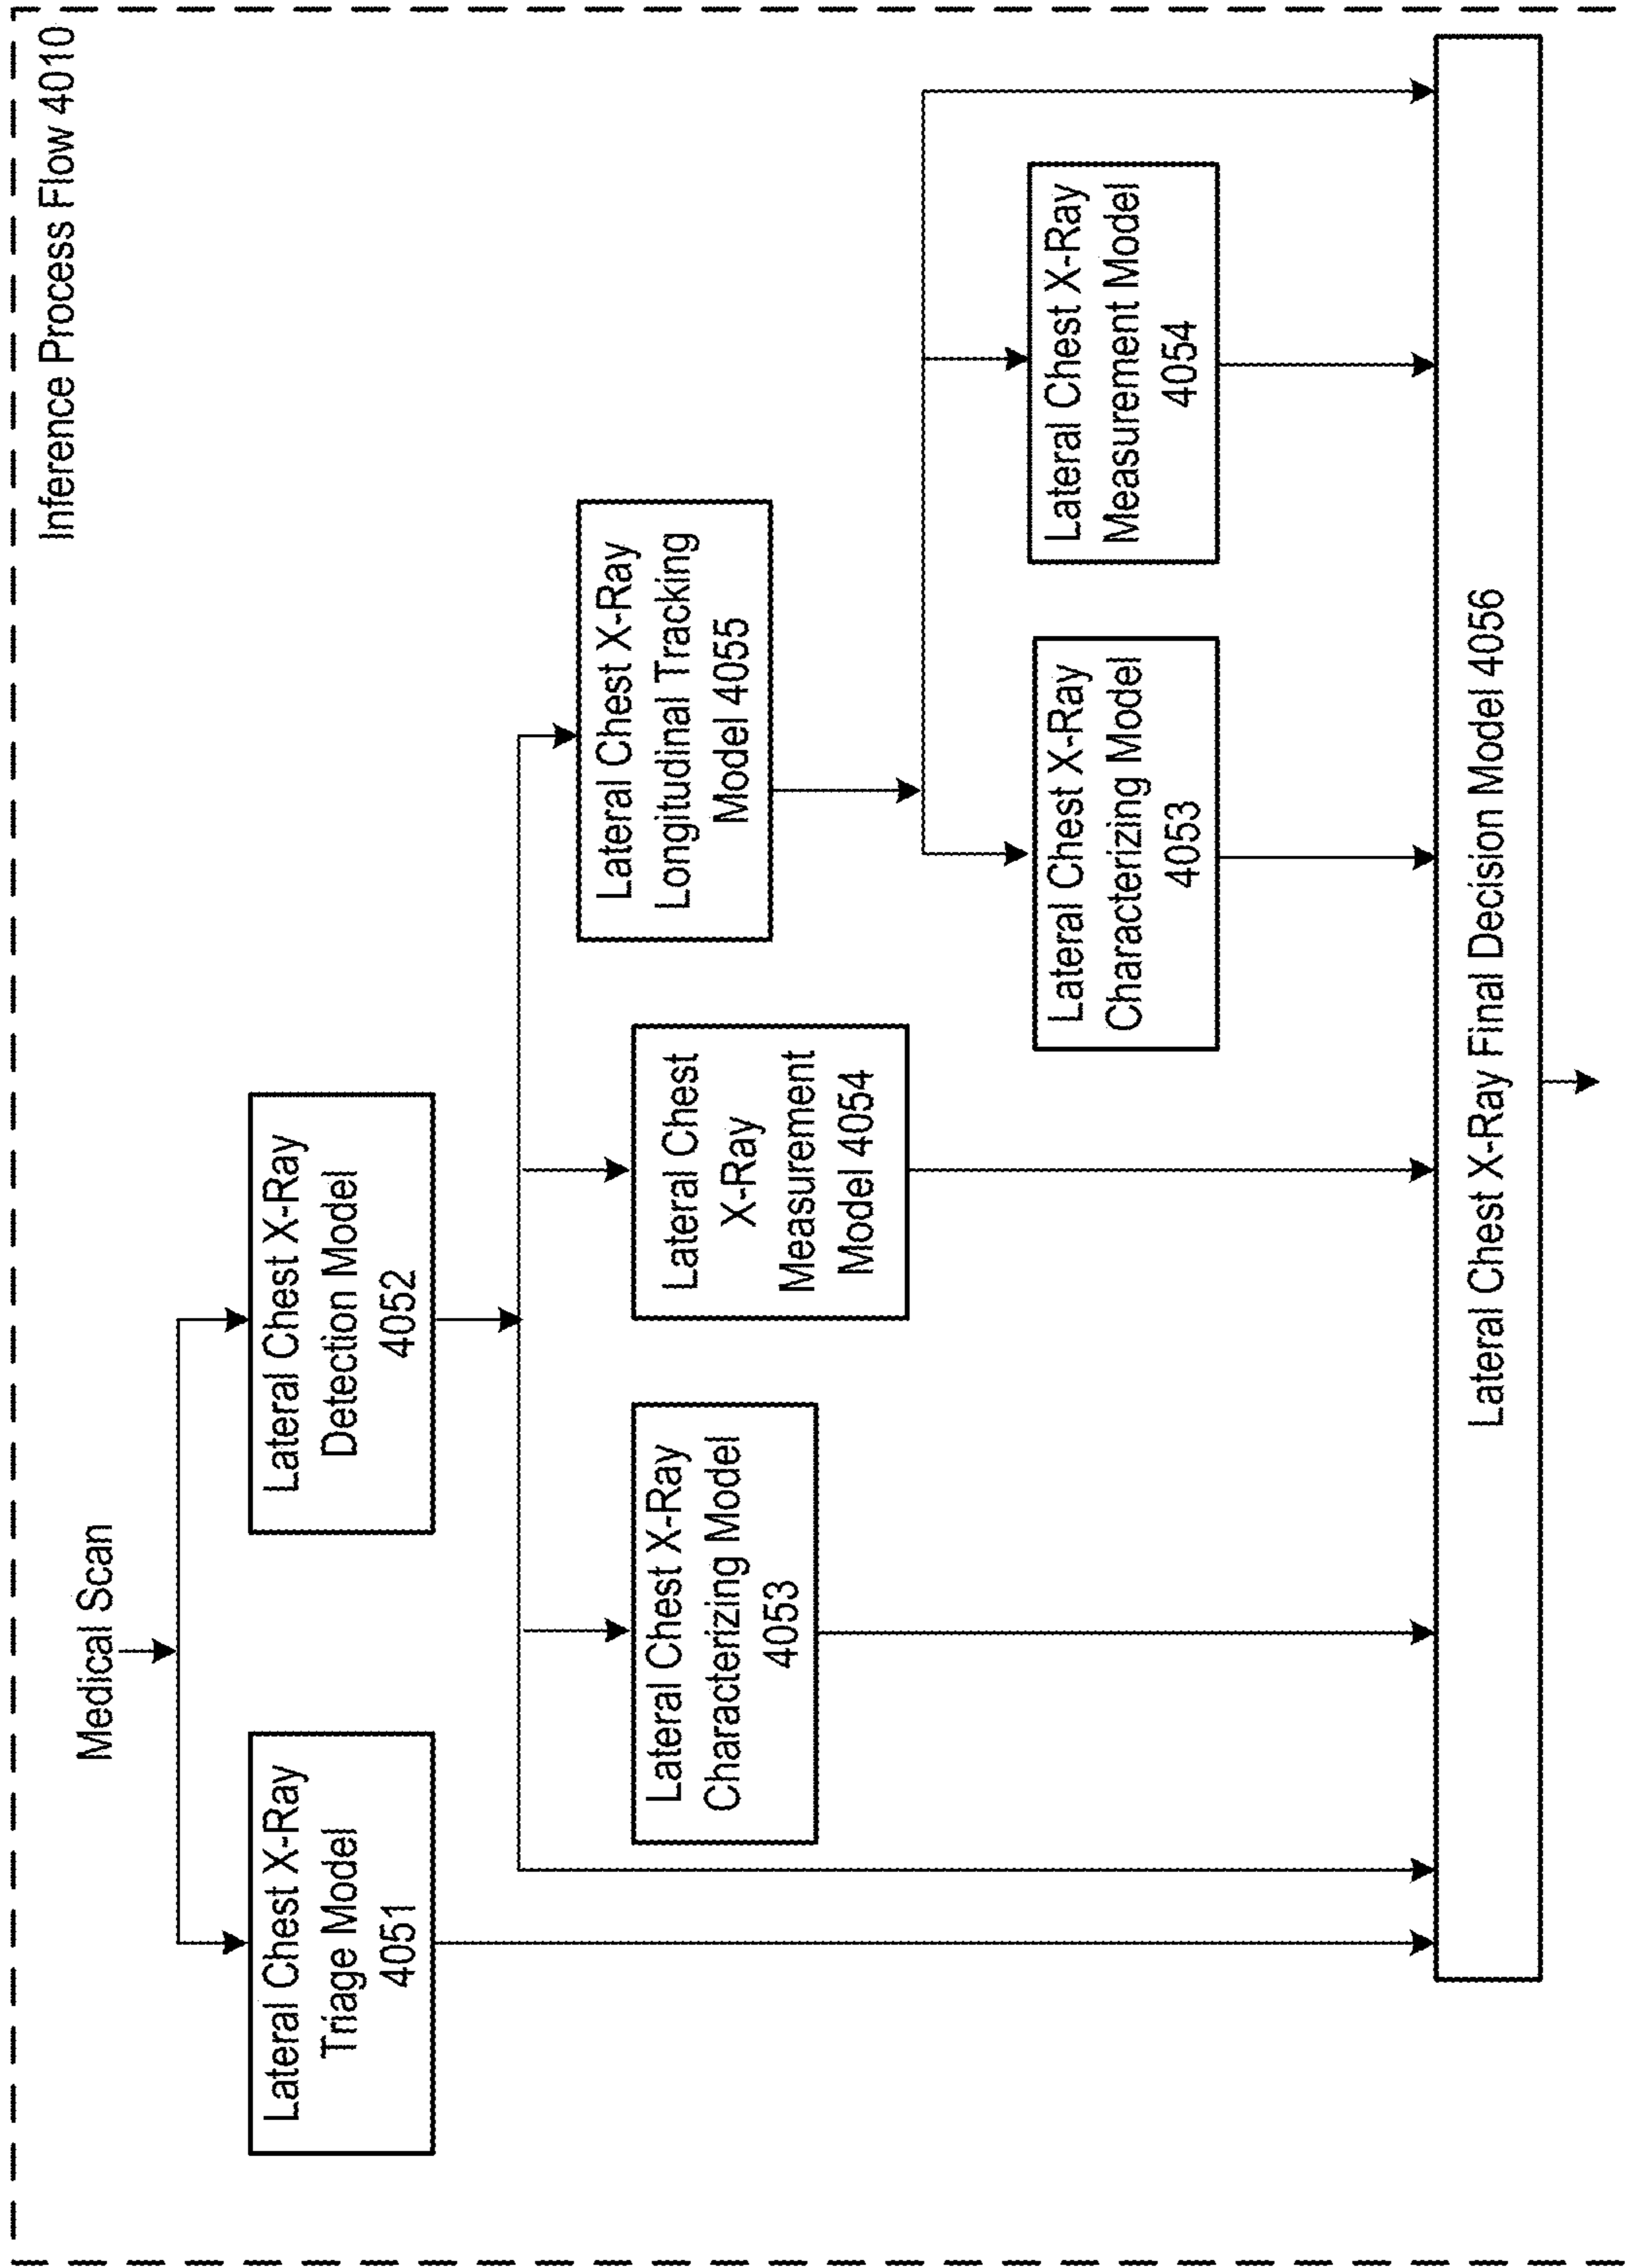 Inference Process Flow 4010
Medical Scan
Lateral Chest X-Ray
Triage Model
4051
Lateral Chest X-Ray
Detection Model
4052
Lateral Chest X-Ray
Characterizing Model
4053
Lateral Chest
X-Ray
Measurement
Model 4054
Lateral Chest X-Ray
Longitudinal Tracking
Model 4055
Lateral Chest X-Ray
Characterizing Model
4053
Lateral Chest X-Ray
Measurement Model
4054
Lateral Chest X-Ray Final Decision Model 4056